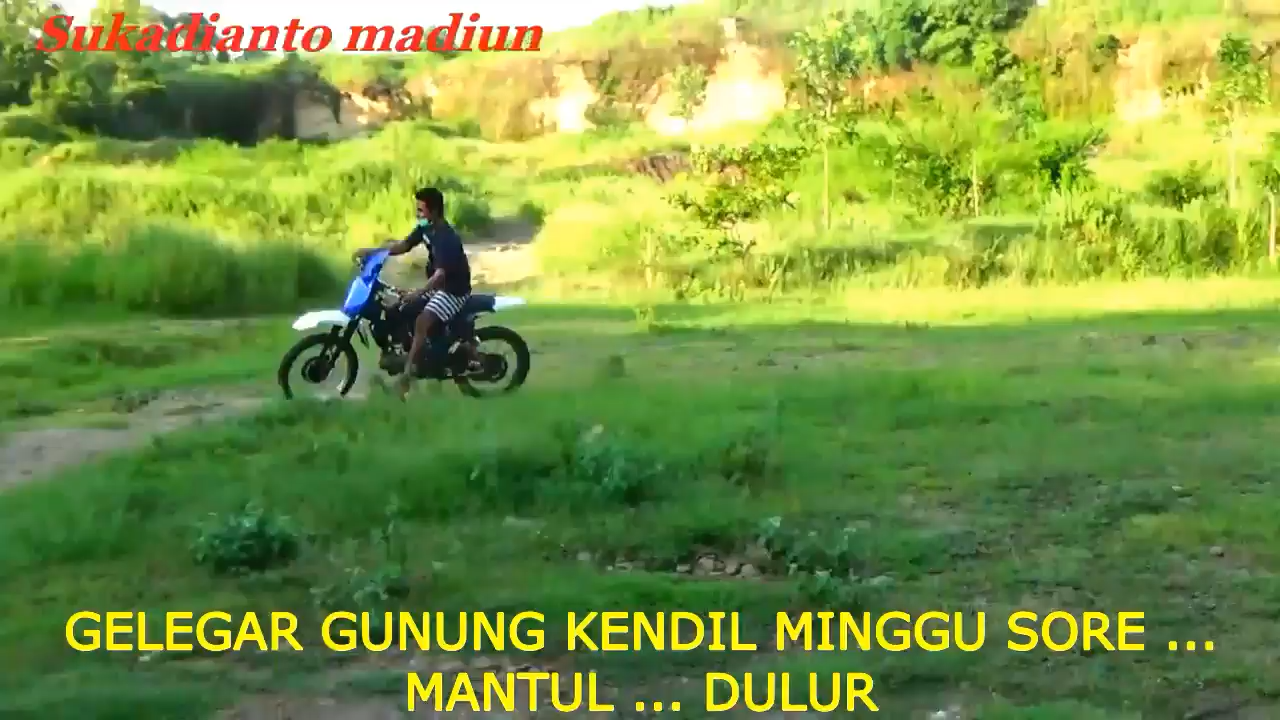 Sukadianto madiun
GELEGAR GUNUNG KENDIL MINGGU SORE ...
MANTUL ... DULUR